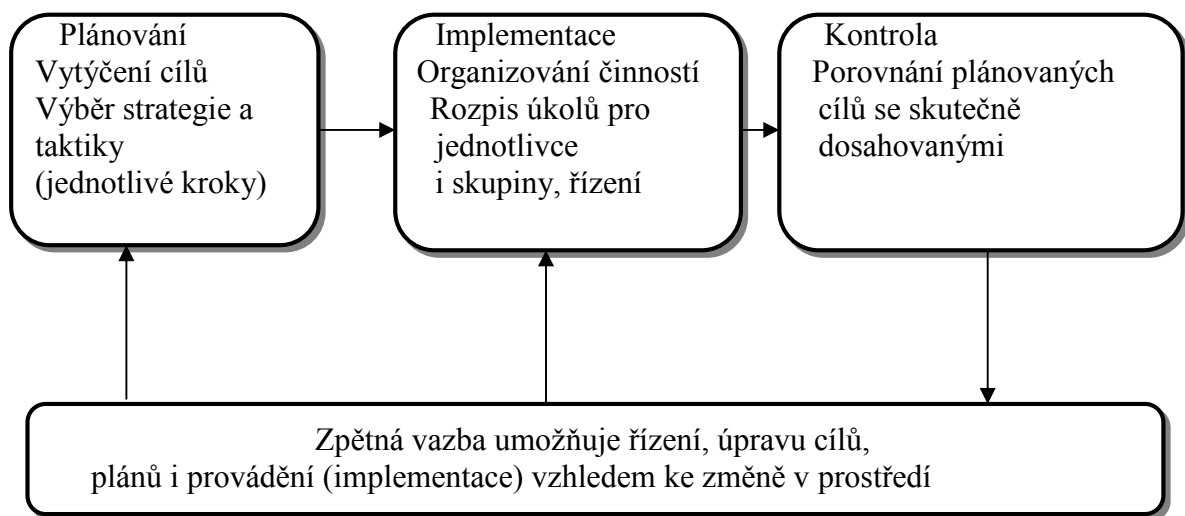 Plánování
Vytýčení cílů
Výběr strategie a
taktiky
(jednotlivé kroky)
Implementace
Organizování činností
Rozpis úkolů pro
jednotlivce
i skupiny, řízení
Kontrola
Porovnání plánovaných
cílů se skutečně
dosahovanými
Zpětná vazba umožňuje řízení, úpravu cílů,
plánů i provádění (implementace) vzhledem ke změně v prostředí